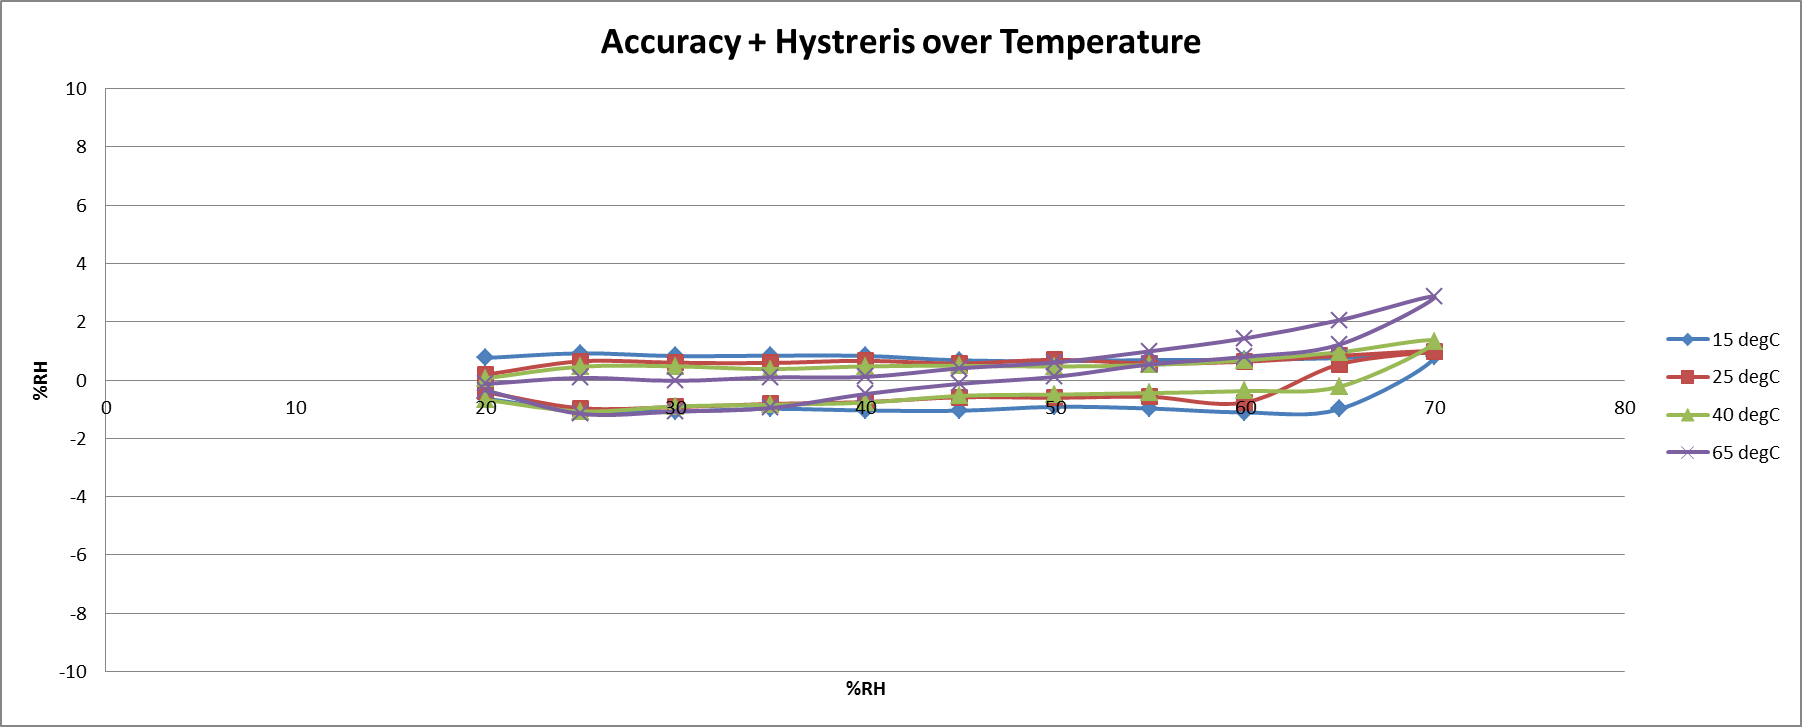 Accuracy + Hystreris over Temperature
10
8
6
4
2
0
-2
-4
-6
-8
-10
%RH
0 10 20 30 40 50 60 70 80
%RH
15 degC
25 degC
40 degC
65 degC